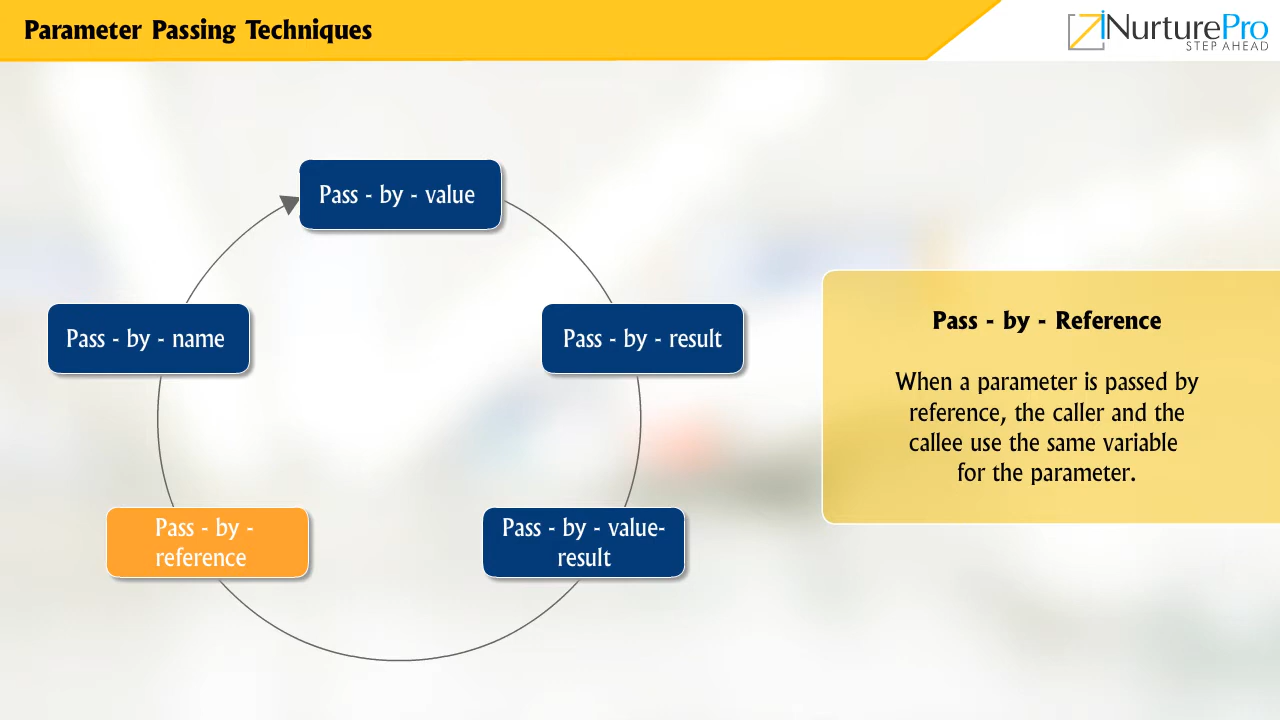 Parameter Passing Techniques
iNurturePro
STEP AHEAD
Pass - by - value
Pass - by - name
Pass - by - result
Pass - by -
reference
Pass - by - value-
result
Pass - by - Reference
When a parameter is passed by
reference, the caller and the
callee use the same variable
for the parameter.